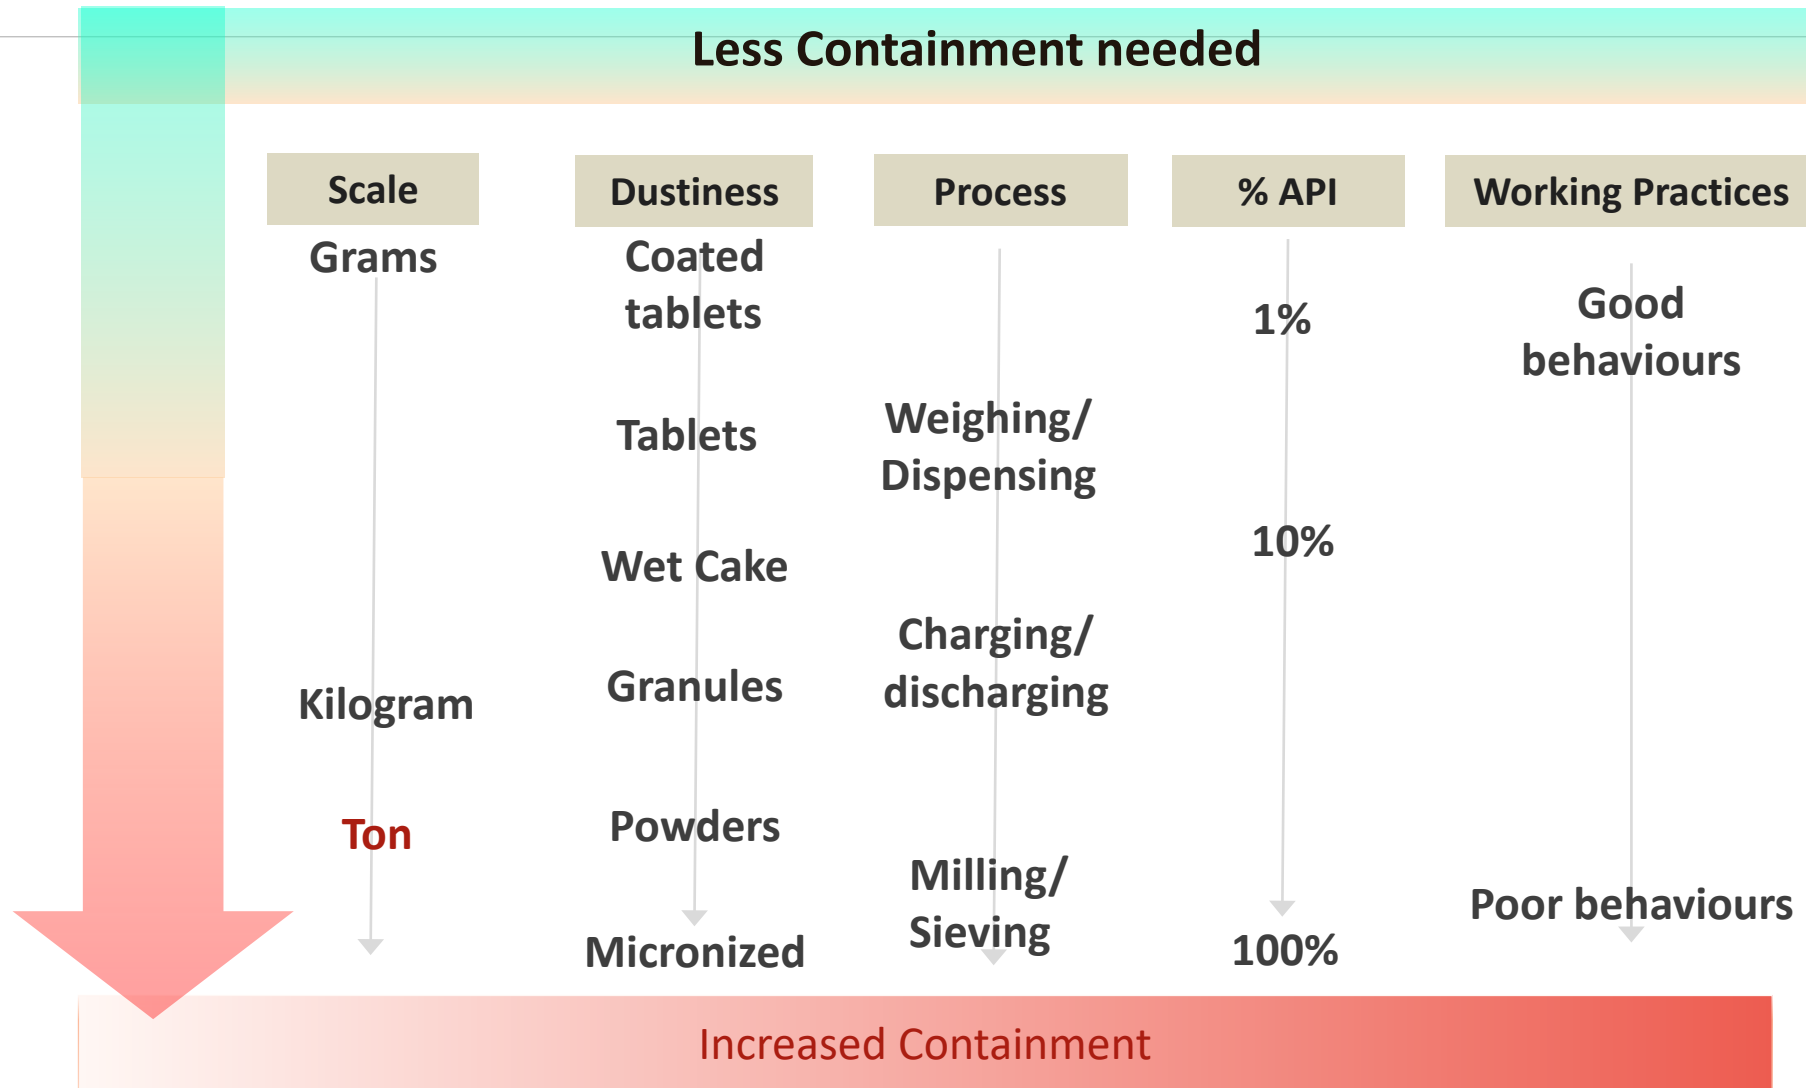 Less Containment needed
Scale
Grams
Kilogram
Ton
Dustiness
Coated
tablets
Tablets
Wet Cake
Granules
Powders
Micronized
Process
Weighing/
Dispensing
Charging/
discharging
Milling/
Sieving
% API
1%
10%
100%
Working Practices
Good
behaviours
Poor behaviours
Increased Containment